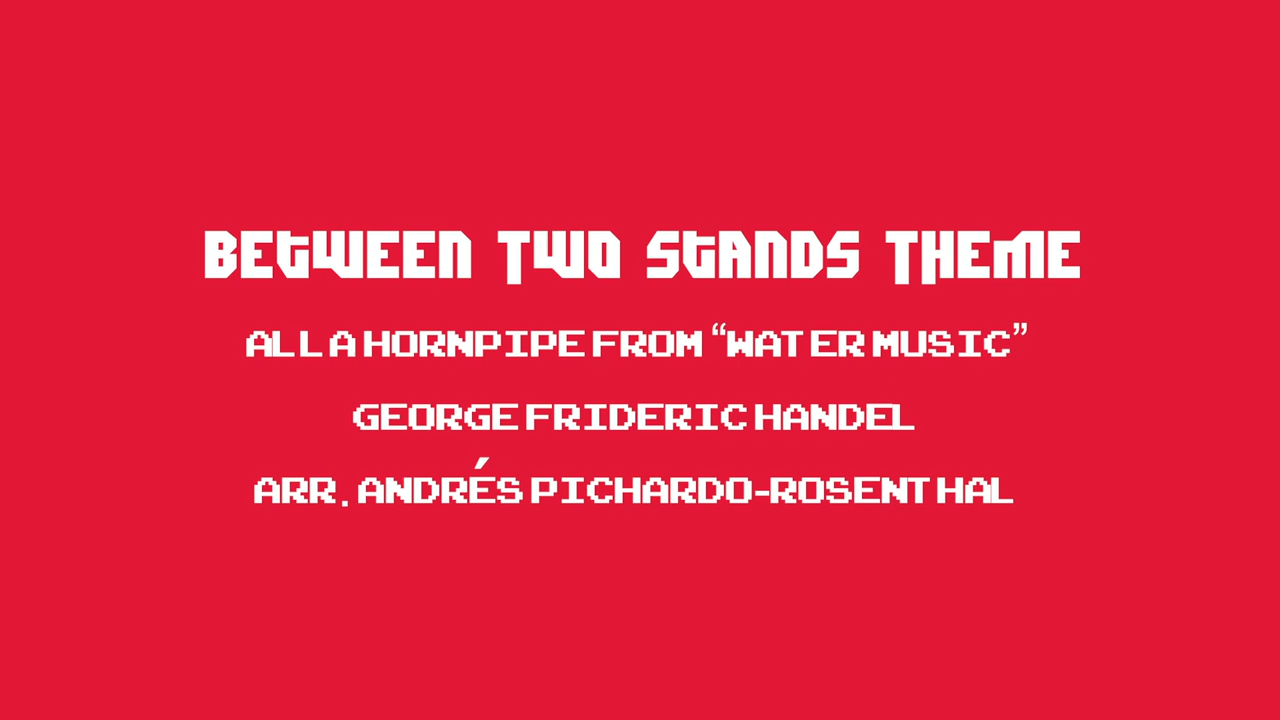 BETWEEN TWO STANDS THEME
ALLA HORNPIPE FROM “WATER MUSIC”
GEORGE FRIDERIC HANDEL
ARR. ANDRÉS PICHARDO-ROSENTHAL